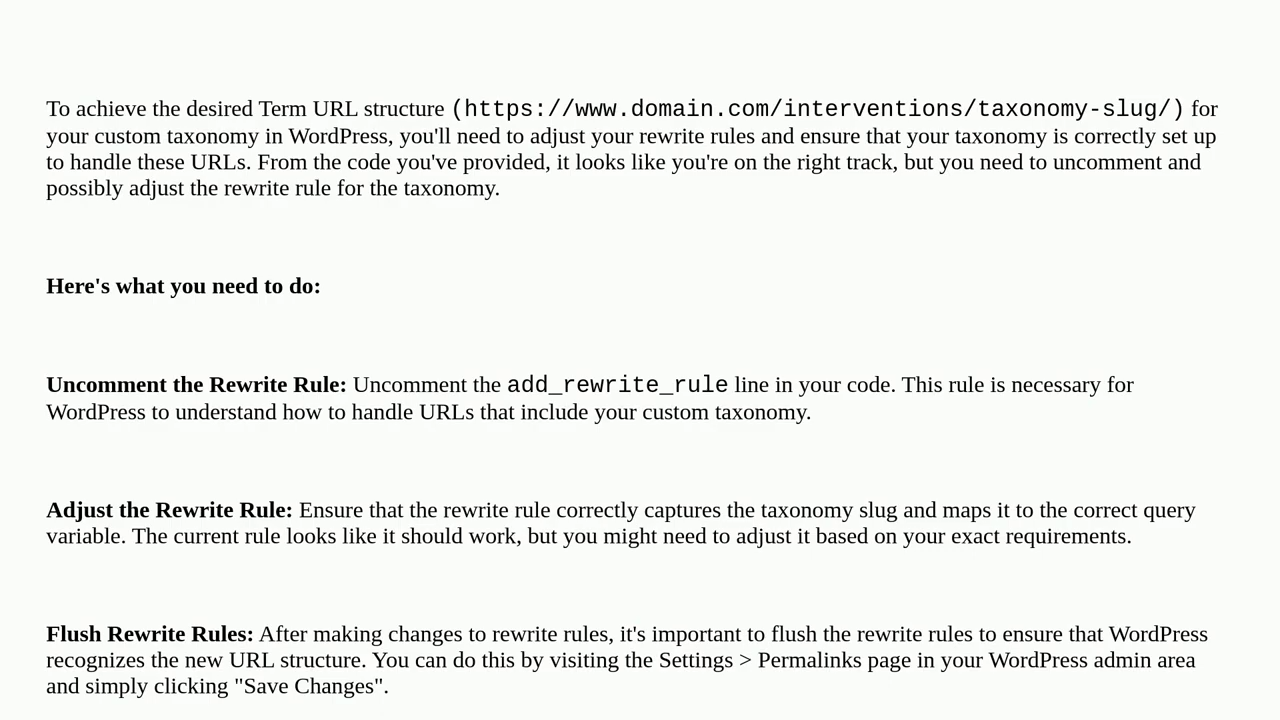 To achieve the desired Term URL structure (https://www.domain.com/interventions/taxonomy-slug/) for
your custom taxonomy in WordPress, you'll need to adjust your rewrite rules and ensure that your taxonomy is correctly set up
to handle these URLs. From the code you've provided, it looks like you're on the right track, but you need to uncomment and
possibly adjust the rewrite rule for the taxonomy.
Here's what you need to do:
Uncomment the Rewrite Rule: Uncomment the add_rewrite_rule line in your code. This rule is necessary for
WordPress to understand how to handle URLs that include your custom taxonomy.
Adjust the Rewrite Rule: Ensure that the rewrite rule correctly captures the taxonomy slug and maps it to the correct query
variable. The current rule looks like it should work, but you might need to adjust it based on your exact requirements.
Flush Rewrite Rules: After making changes to rewrite rules, it's important to flush the rewrite rules to ensure that WordPress
recognizes the new URL structure. You can do this by visiting the Settings > Permalinks page in your WordPress admin area
and simply clicking "Save Changes".